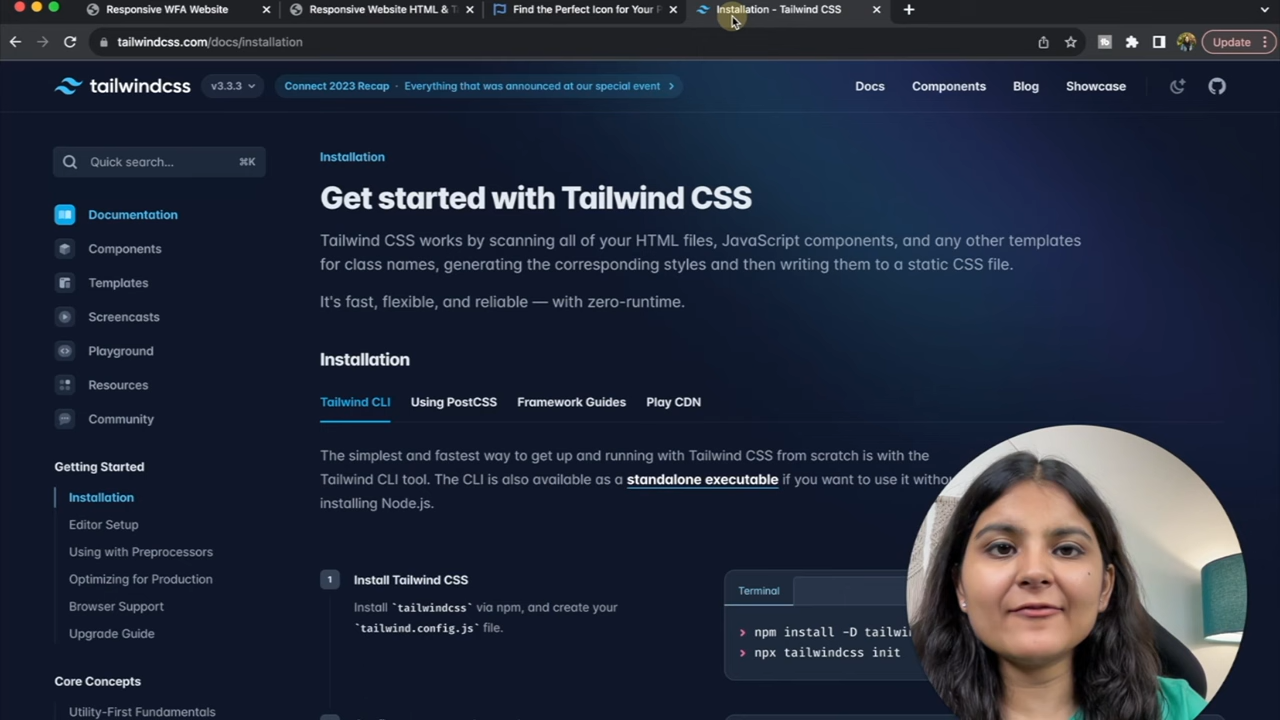 Responsive WFA Website
Responsive Website HTML & T
Find the Perfect Icon for Your P
Installation - Tailwind CSS
tailwindcss.com/docs/installation
Update
tailwindcss
v3.3.3
Connect 2023 Recap · Everything that was announced at our special event
Docs
Components
Blog
Showcase
Quick search...
⌘K
Documentation
Components
Templates
Screencasts
Playground
Resources
Community
Getting Started
Installation
Editor Setup
Using with Preprocessors
Optimizing for Production
Browser Support
Upgrade Guide
Core Concepts
Utility-First Fundamentals
Installation
Get started with Tailwind CSS
Tailwind CSS works by scanning all of your HTML files, JavaScript components, and any other templates
for class names, generating the corresponding styles and then writing them to a static CSS file.
It's fast, flexible, and reliable — with zero-runtime.
Installation
Tailwind CLI
Using PostCSS
Framework Guides
Play CDN
The simplest and fastest way to get up and running with Tailwind CSS from scratch is with the
Tailwind CLI tool. The CLI is also available as a standalone executable if you want to use it withou
installing Node.js.
1
Install Tailwind CSS
Install `tailwindcss` via npm, and create your
`tailwind.config.js` file.
Terminal
> npm install -D tailwi
> npx tailwindcss init